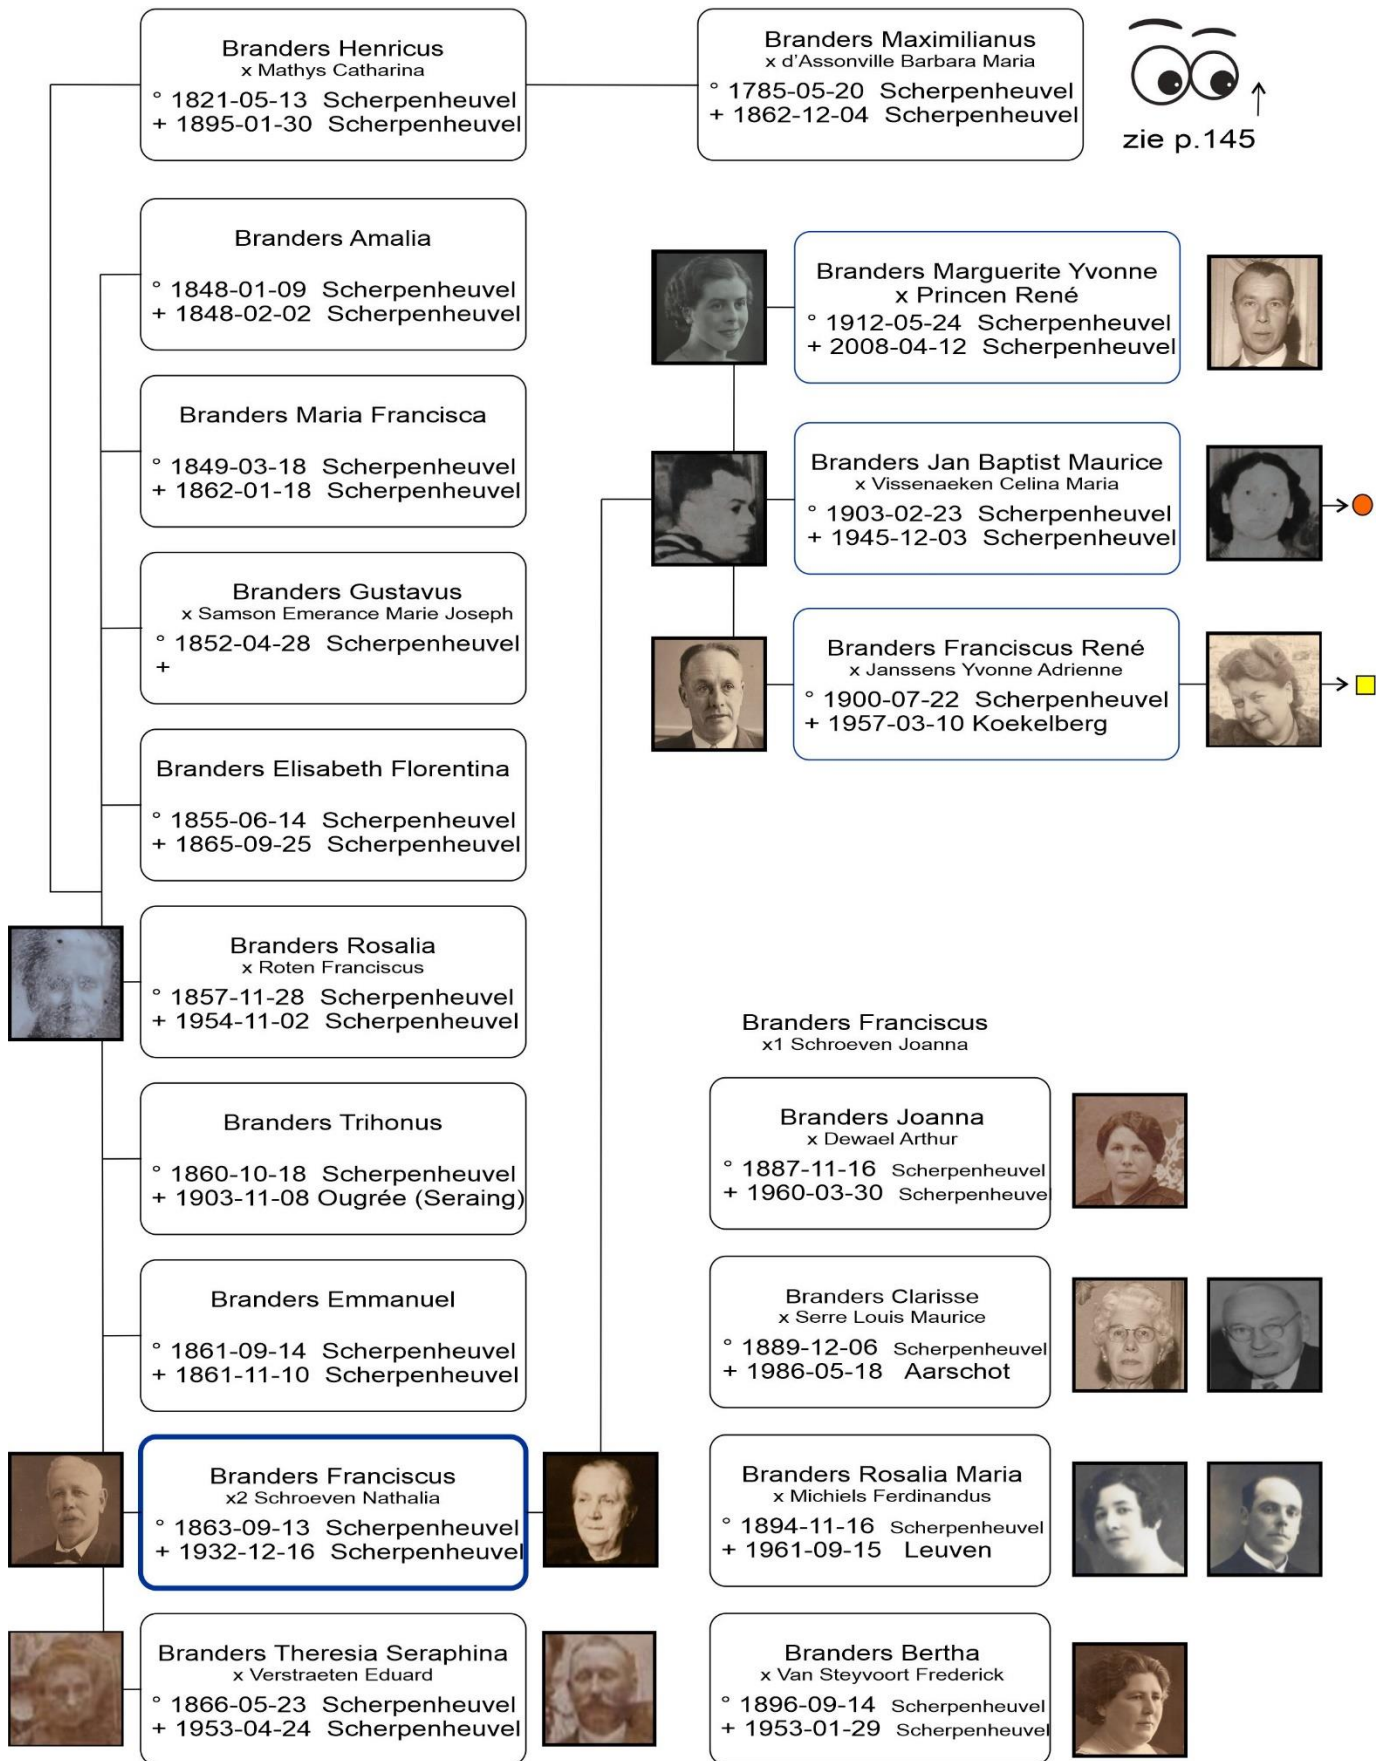 Branders Henricus
x Mathys Catharina
° 1821-05-13 Scherpenheuvel
+ 1895-01-30 Scherpenheuvel
Branders Maximilianus
x d'Assonville Barbara Maria
° 1785-05-20 Scherpenheuvel
+ 1862-12-04 Scherpenheuvel
zie p.145
Branders Amalia
° 1848-01-09 Scherpenheuvel
+ 1848-02-02 Scherpenheuvel
Branders Maria Francisca
° 1849-03-18 Scherpenheuvel
+ 1862-01-18 Scherpenheuvel
Branders Gustavus
x Samson Emerance Marie Joseph
° 1852-04-28 Scherpenheuvel
+
Branders Elisabeth Florentina
° 1855-06-14 Scherpenheuvel
+ 1865-09-25 Scherpenheuvel
Branders Rosalia
x Roten Franciscus
° 1857-11-28 Scherpenheuvel
+ 1954-11-02 Scherpenheuvel
Branders Trihonus
° 1860-10-18 Scherpenheuvel
+ 1903-11-08 Ougrée (Seraing)
Branders Emmanuel
° 1861-09-14 Scherpenheuvel
+ 1861-11-10 Scherpenheuvel
Branders Franciscus
x2 Schroeven Nathalia
° 1863-09-13 Scherpenheuvel
+ 1932-12-16 Scherpenheuvel
Branders Theresia Seraphina
x Verstraeten Eduard
° 1866-05-23 Scherpenheuvel
+ 1953-04-24 Scherpenheuvel
Branders Marguerite Yvonne
x Princen René
° 1912-05-24 Scherpenheuvel
+ 2008-04-12 Scherpenheuvel
Branders Jan Baptist Maurice
x Vissenaeken Celina Maria
° 1903-02-23 Scherpenheuvel
+ 1945-12-03 Scherpenheuvel
Branders Franciscus René
x Janssens Yvonne Adrienne
° 1900-07-22 Scherpenheuvel
+ 1957-03-10 Koekelberg
Branders Franciscus
x1 Schroeven Joanna
Branders Joanna
x Dewael Arthur
° 1887-11-16 Scherpenheuvel
+ 1960-03-30 Scherpenheuvel
Branders Clarisse
x Serre Louis Maurice
° 1889-12-06 Scherpenheuvel
+ 1986-05-18 Aarschot
Branders Rosalia Maria
x Michiels Ferdinandus
° 1894-11-16 Scherpenheuvel
+ 1961-09-15 Leuven
Branders Bertha
x Van Steyvoort Frederick
° 1896-09-14 Scherpenheuvel
+ 1953-01-29 Scherpenheuvel